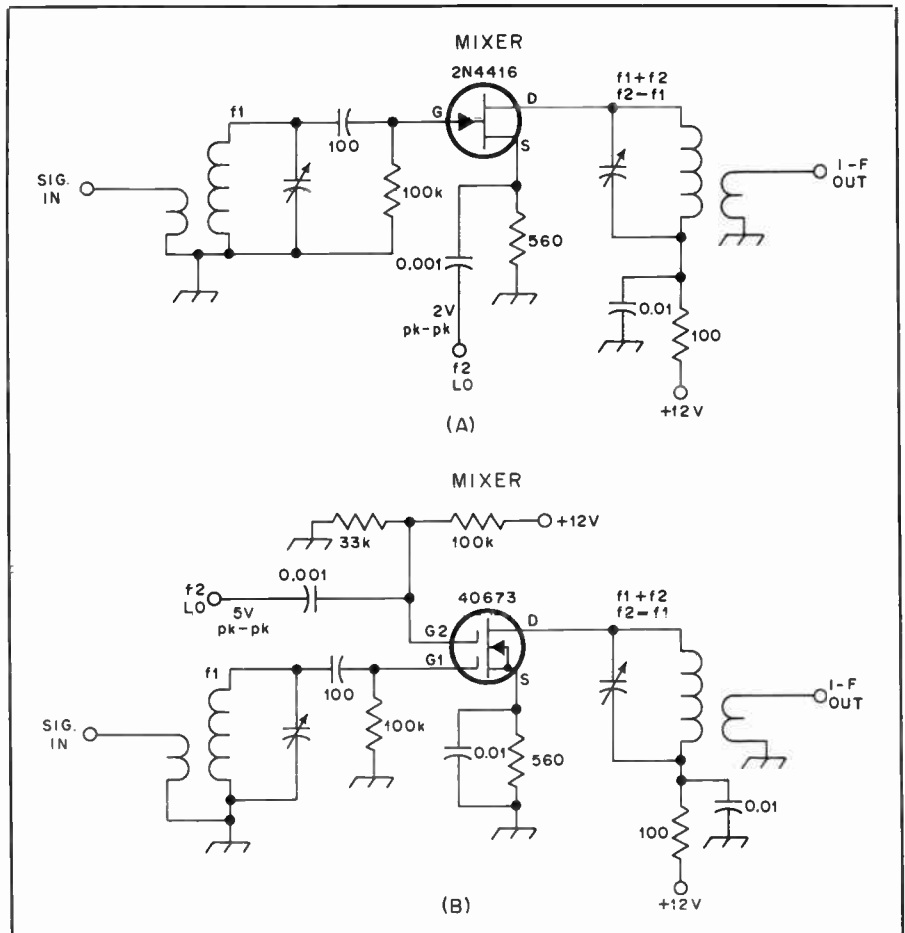 MIXER
2N4416
f1
G
D
S
f1+f2
f2-f1
SIG.
IN
100
100k
0.001
560
2V
pk-pk
f2
LO
0.01
100
+12V
I-F
OUT
(A)
MIXER
33k
100k
+12V
f2
LO
0.001
5V
pk-pk
40673
G2
G1
D
S
f1+f2
f2-f1
f1
SIG.
IN
100
100k
0.01
560
I-F
OUT
0.01
100
+12V
(B)